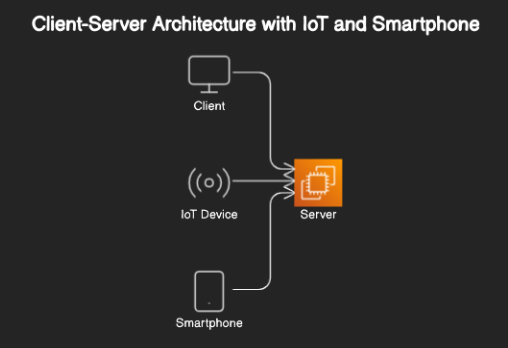 Client-Server Architecture with IoT and Smartphone
Client
IoT Device
Server
Smartphone